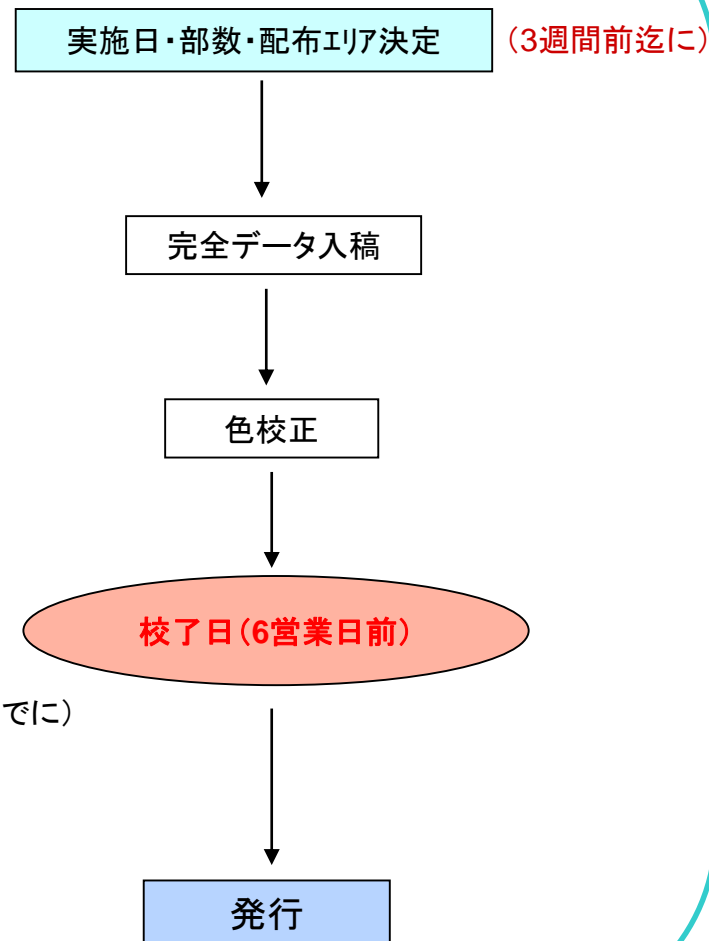 実施日・部数・配布エリア決定 (3週間前迄に)
完全データ入稿
色校正
校了日(6営業日前)
でに)
発行